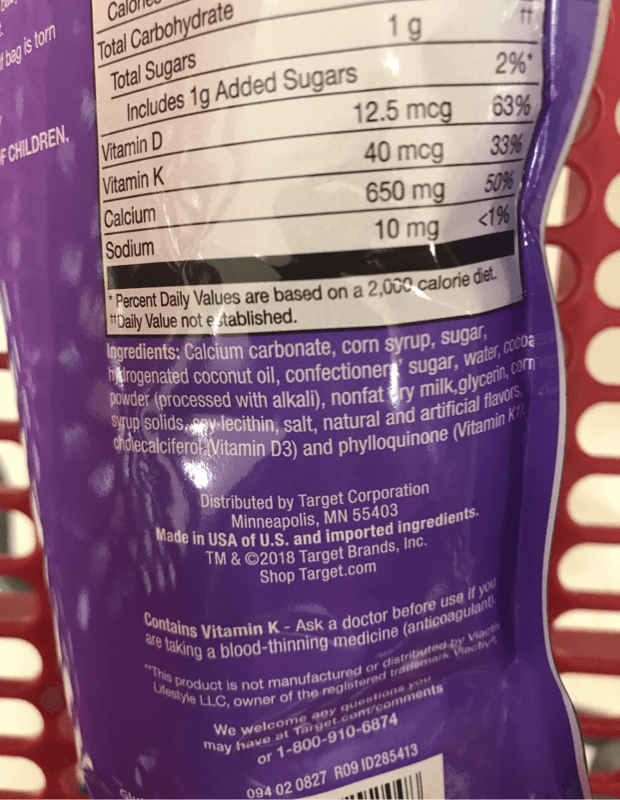 f bag is torn
F CHILDREN.
Total Carbohydrate
Total Sugars 1 g ††
Includes 1g Added Sugars 2%*
Vitamin D 12.5 mcg 63%
Vitamin K 40 mcg 33%
Calcium 650 mg 50%
Sodium 10 mg <1%
* Percent Daily Values are based on a 2,000 calorie diet.
††Daily Value not established.
Ingredients: Calcium carbonate, corn syrup, sugar,
hydrogenated coconut oil, confectioners' sugar, water, cocoa
powder (processed with alkali), nonfat dry milk, glycerin, corn
syrup solids, soy lecithin, salt, natural and artificial flavors,
cholecalciferol (Vitamin D3) and phylloquinone (Vitamin K1).
Distributed by Target Corporation
Minneapolis, MN 55403
Made in USA of U.S. and imported ingredients.
TM & ©2018 Target Brands, Inc.
Shop Target.com
Contains Vitamin K - Ask a doctor before use if you
are taking a blood-thinning medicine (anticoagulant).
**This product is not manufactured or distributed by Viactiv
Lifestyle LLC, owner of the registered trademark Viactiv®.
We welcome any questions you
may have at Target.com/comments
or 1-800-910-6874
094 02 0827 R09 ID285413